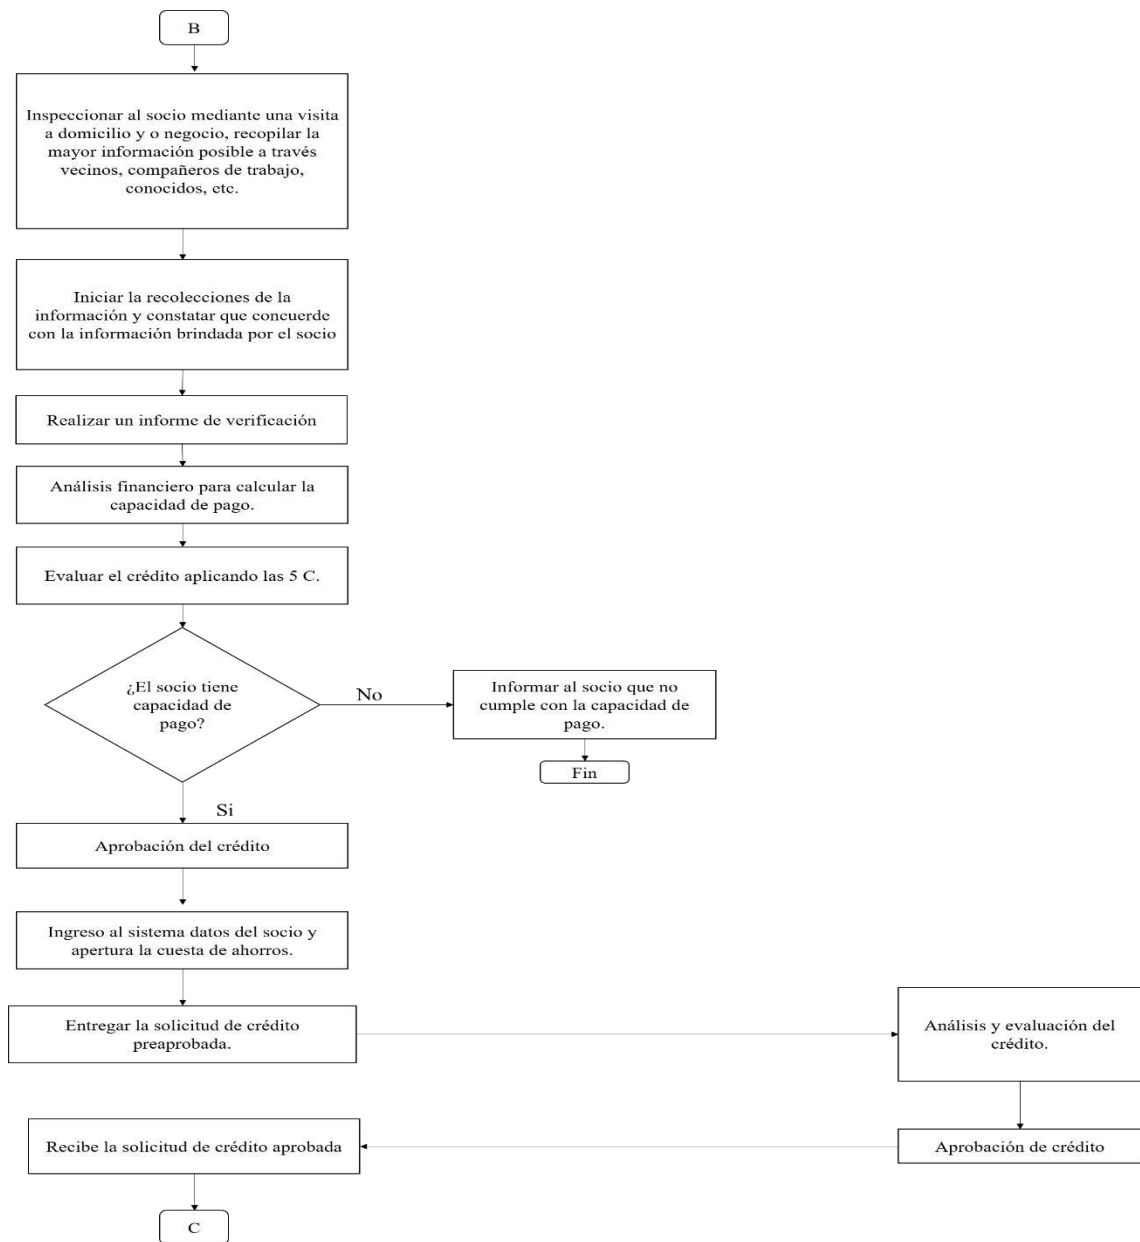 B
Inspeccionar al socio mediante una visita
a domicilio y o negocio, recopilar la
mayor información posible a través
vecinos, compañeros de trabajo,
conocidos, etc.
Iniciar la recolecciones de la
información y constatar que concuerde
con la información brindada por el socio
Realizar un informe de verificación
Análisis financiero para calcular la
capacidad de pago.
Evaluar el crédito aplicando las 5 C.
¿El socio tiene
capacidad de
pago?
No
Informar al socio que no
cumple con la capacidad de
pago.
Fin
Si
Aprobación del crédito
Ingreso al sistema datos del socio y
apertura la cuesta de ahorros.
Entregar la solicitud de crédito
preaprobada.
Análisis y evaluación del
crédito.
Aprobación de crédito
Recibe la solicitud de crédito aprobada
C